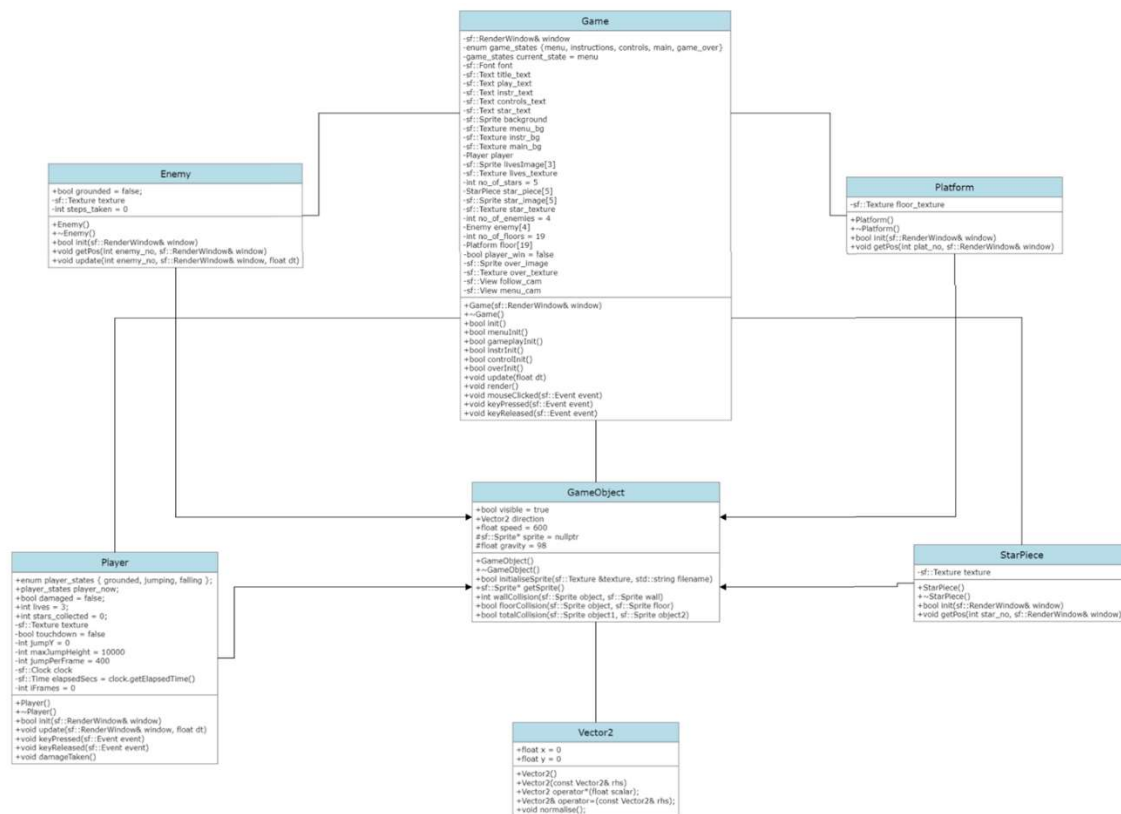 Game
-sf::RenderWindow& window
-enum game_states {menu, instructions, controls, main, game_over}
-game_states current_state = menu
-sf::Font font
-sf::Text title_text
-sf::Text play_text
-sf::Text instr_text
-sf::Text controls_text
-sf::Text star_text
-sf::Sprite background
-sf::Texture menu_bg
-sf::Texture instr_bg
-sf::Texture main_bg
-Player player
-sf::Sprite livesImage[3]
-sf::Texture lives_texture
-int no_of_stars = 5
-StarPiece star_piece[5]
-sf::Sprite star_image[5]
-sf::Texture star_texture
-int no_of_enemies = 4
-Enemy enemy[4]
-int no_of_floors = 19
-Platform floor[19]
-bool player_win = false
-sf::Sprite over_image
-sf::Texture over_texture
-sf::View follow_cam
-sf::View menu_cam
+Game(sf::RenderWindow& window)
+~Game()
+bool init()
+bool menuInit()
+bool gameplayInit()
+bool instrInit()
+bool controlInit()
+bool overInit()
+void update(float dt)
+void render()
+void mouseClicked(sf::Event event)
+void keyPressed(sf::Event event)
+void keyReleased(sf::Event event)
Enemy
+bool grounded = false;
-sf::Texture texture
-int steps_taken = 0
+Enemy()
+~Enemy()
+bool init(sf::RenderWindow& window)
+void getPos(int enemy_no, sf::RenderWindow& window)
+void update(int enemy_no, sf::RenderWindow& window, float dt)
Platform
-sf::Texture floor_texture
+Platform()
+~Platform()
+bool init(sf::RenderWindow& window)
+void getPos(int plat_no, sf::RenderWindow& window)
GameObject
+bool visible = true
+Vector2 direction
+float speed = 600
#sf::Sprite* sprite = nullptr
#float gravity = 98
+GameObject()
+~GameObject()
+bool initialiseSprite(sf::Texture &texture, std::string filename)
+sf::Sprite* getSprite()
+int wallCollision(sf::Sprite object, sf::Sprite wall)
+bool floorCollision(sf::Sprite object, sf::Sprite floor)
+bool totalCollision(sf::Sprite object1, sf::Sprite object2)
Player
+enum player_states { grounded, jumping, falling };
+player_states player_now;
+bool damaged = false;
+int lives = 3;
+int stars_collected = 0;
-sf::Texture texture
-bool touchdown = false
-int jumpY = 0
-int maxJumpHeight = 10000
-int jumpPerFrame = 400
-sf::Clock clock
-sf::Time elapsedSecs = clock.getElapsedTime()
-int iFrames = 0
+Player()
+~Player()
+bool init(sf::RenderWindow& window)
+void update(sf::RenderWindow& window, float dt)
+void keyPressed(sf::Event event)
+void keyReleased(sf::Event event)
+void damageTaken()
StarPiece
-sf::Texture texture
+StarPiece()
+~StarPiece()
+bool init(sf::RenderWindow& window)
+void getPos(int star_no, sf::RenderWindow& window)
Vector2
+float x = 0
+float y = 0
+Vector2()
+Vector2(const Vector2& rhs)
+Vector2 operator*(float scalar);
+Vector2& operator=(const Vector2& rhs);
+void normalise();